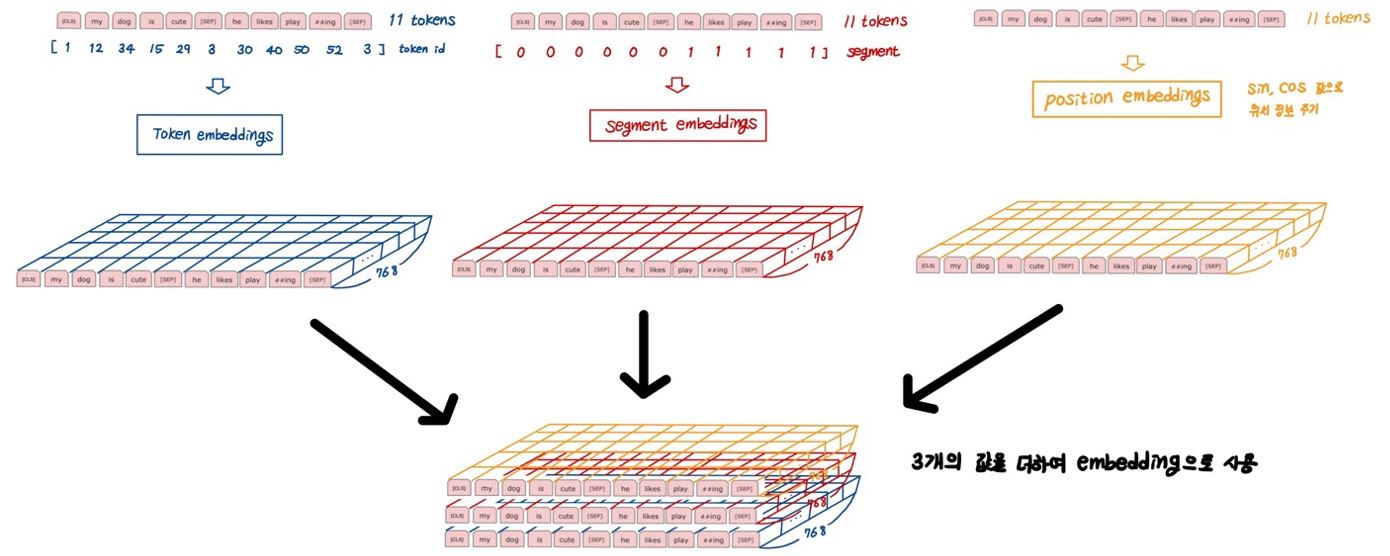 [CLS] my dog is cute [SEP] he likes play ##ing [SEP] 11 tokens
[ 1 12 34 15 29 3 30 40 50 52 3 ] token id
Token embeddings
[CLS] my dog is cute [SEP] he likes play ##ing [SEP]
... 768
[CLS] my dog is cute [SEP] he likes play ##ing [SEP] 11 tokens
[ 0 0 0 0 0 0 1 1 1 1 1 ] segment
Segment embeddings
[CLS] my dog is cute [SEP] he likes play ##ing [SEP]
... 768
[CLS] my dog is cute [SEP] he likes play ##ing [SEP] 11 tokens
position embeddings
sin, cos 값으로
위치 정보 주기
[CLS] my dog is cute [SEP] he likes play ##ing [SEP]
... 768
[CLS] my dog is cute [SEP] he likes play ##ing [SEP]
768
[CLS] my dog is cute [SEP] he likes play ##ing [SEP]
... 768
[CLS] my dog is cute [SEP] he likes play ##ing [SEP]
768
3개의 값을 더하여 embedding으로 사용